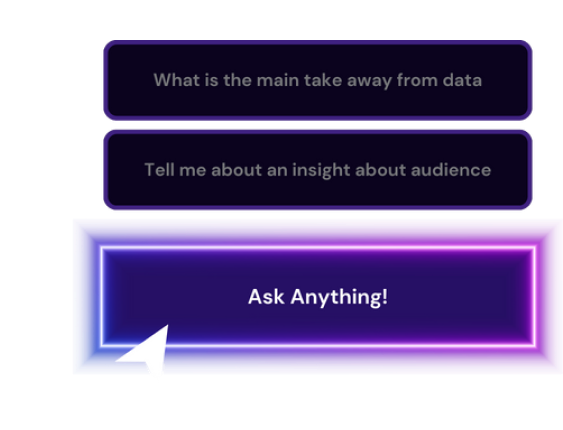 What is the main take away from data
Tell me about an insight about audience
Ask Anything!